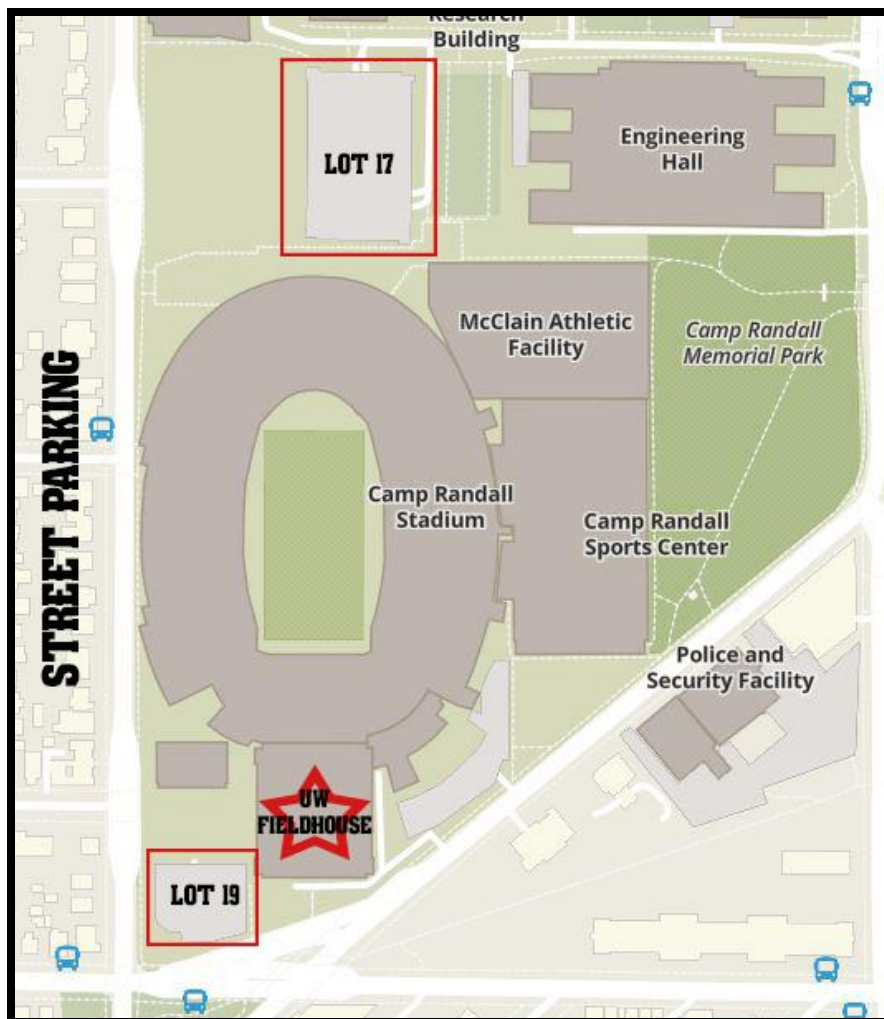 Research
Building
LOT 17
Engineering
Hall
McClain Athletic
Facility
Camp Randall
Memorial Park
STREET PARKING
Camp Randall
Stadium
Camp Randall
Sports Center
Police and
Security Facility
UW
FIELDHOUSE
LOT 19